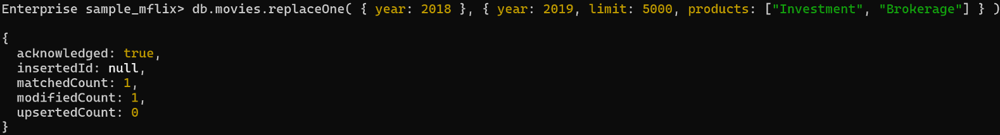 Enterprise sample_mflix> db.movies.replaceOne( { year: 2018 }, { year: 2019, limit: 5000, products: ["Investment", "Brokerage"] } )
{
  acknowledged: true,
  insertedId: null,
  matchedCount: 1,
  modifiedCount: 1,
  upsertedCount: 0
}